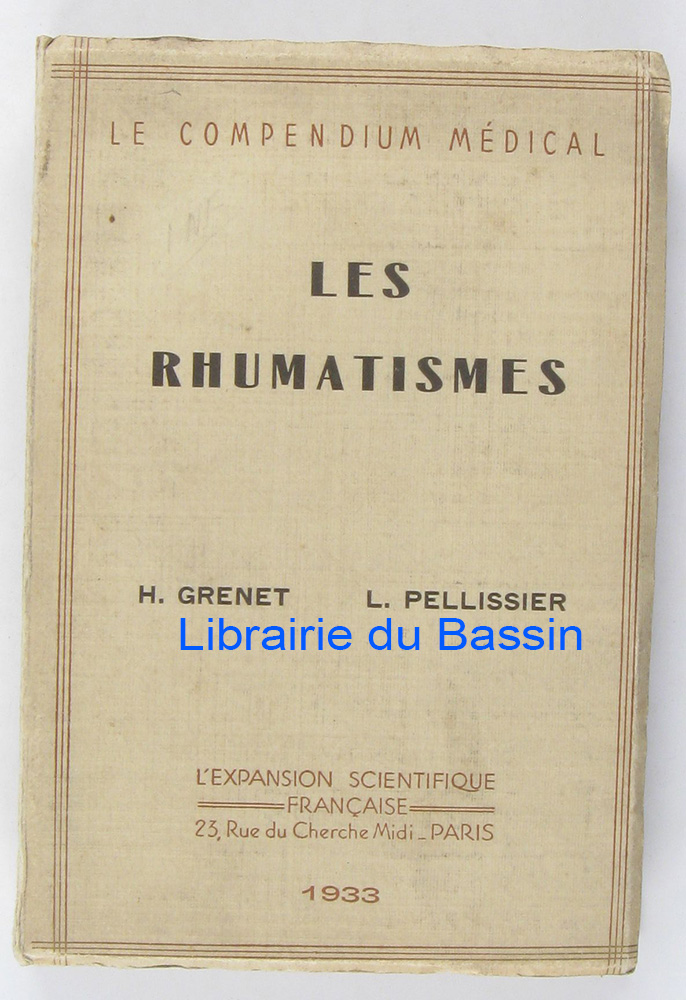 LE COMPENDIUM MÉDICAL
LES
RHUMATISMES
H. GRENET L. PELLISSIER
Librairie du Bassin
L'EXPANSION SCIENTIFIQUE
FRANÇAISE
23, Rue du Cherche Midi _ PARIS
1933